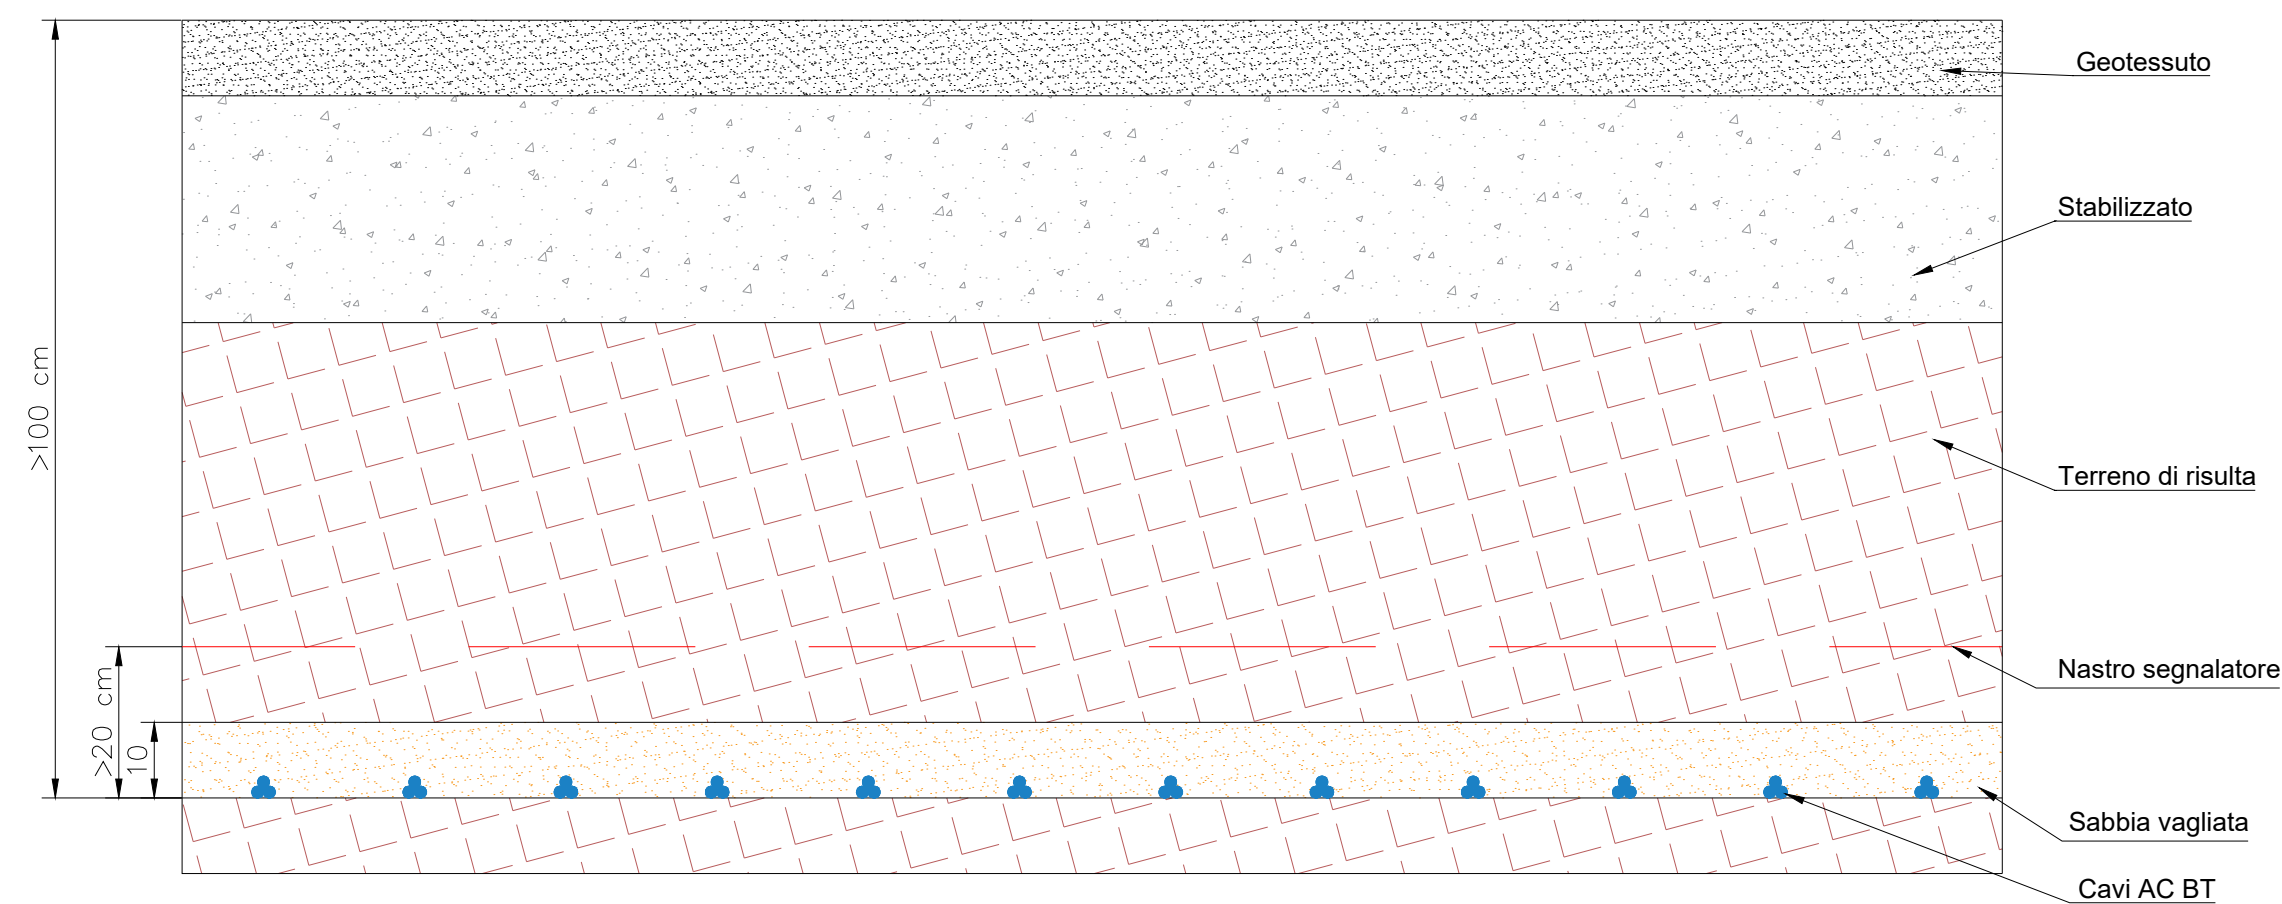 Geotessuto
Stabilizzato
>100 cm
Terreno di risulta
Nastro segnalatore
>20 cm
10
Sabbia vagliata
Cavi AC BT